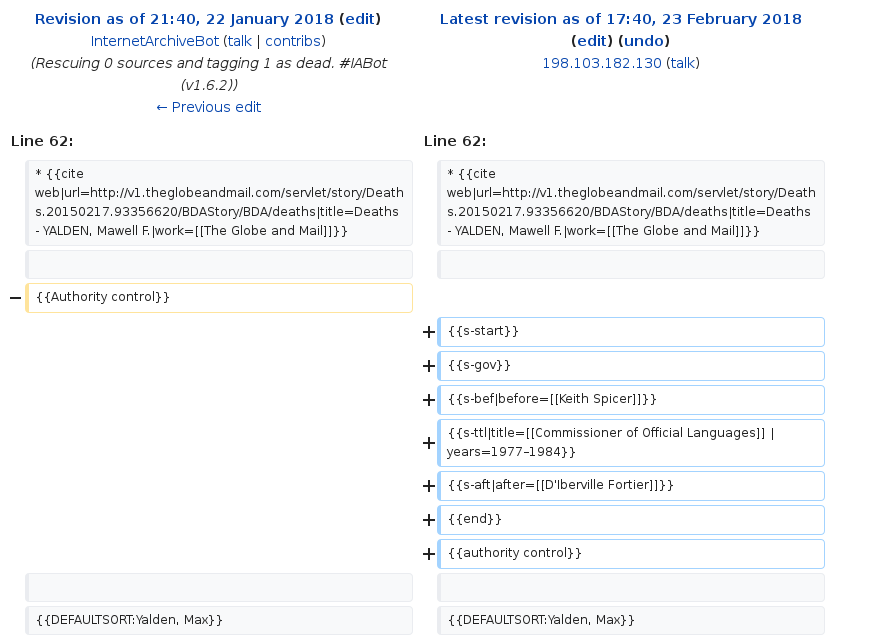 Revision as of 21:40, 22 January 2018 (edit)
InternetArchiveBot (talk | contribs)
(Rescuing 0 sources and tagging 1 as dead. #IABot
(v1.6.2))
← Previous edit
Latest revision as of 17:40, 23 February 2018
(edit) (undo)
198.103.182.130 (talk)
Line 62:
Line 62:
* {{cite
web|url=http://v1.theglobeandmail.com/servlet/story/Death
s.20150217.93356620/BDAStory/BDA/deaths|title=Deaths
- YALDEN, Mawell F.|work=[[The Globe and Mail]]}}
* {{cite
web|url=http://v1.theglobeandmail.com/servlet/story/Death
s.20150217.93356620/BDAStory/BDA/deaths|title=Deaths
- YALDEN, Mawell F.|work=[[The Globe and Mail]]}}
− {{Authority control}}
+ {{s-start}}
+ {{s-gov}}
+ {{s-bef|before=[[Keith Spicer]]}}
+ {{s-ttl|title=[[Commissioner of Official Languages]] |
years=1977–1984}}
+ {{s-aft|after=[[D'Iberville Fortier]]}}
+ {{end}}
+ {{authority control}}
{{DEFAULTSORT:Yalden, Max}}
{{DEFAULTSORT:Yalden, Max}}